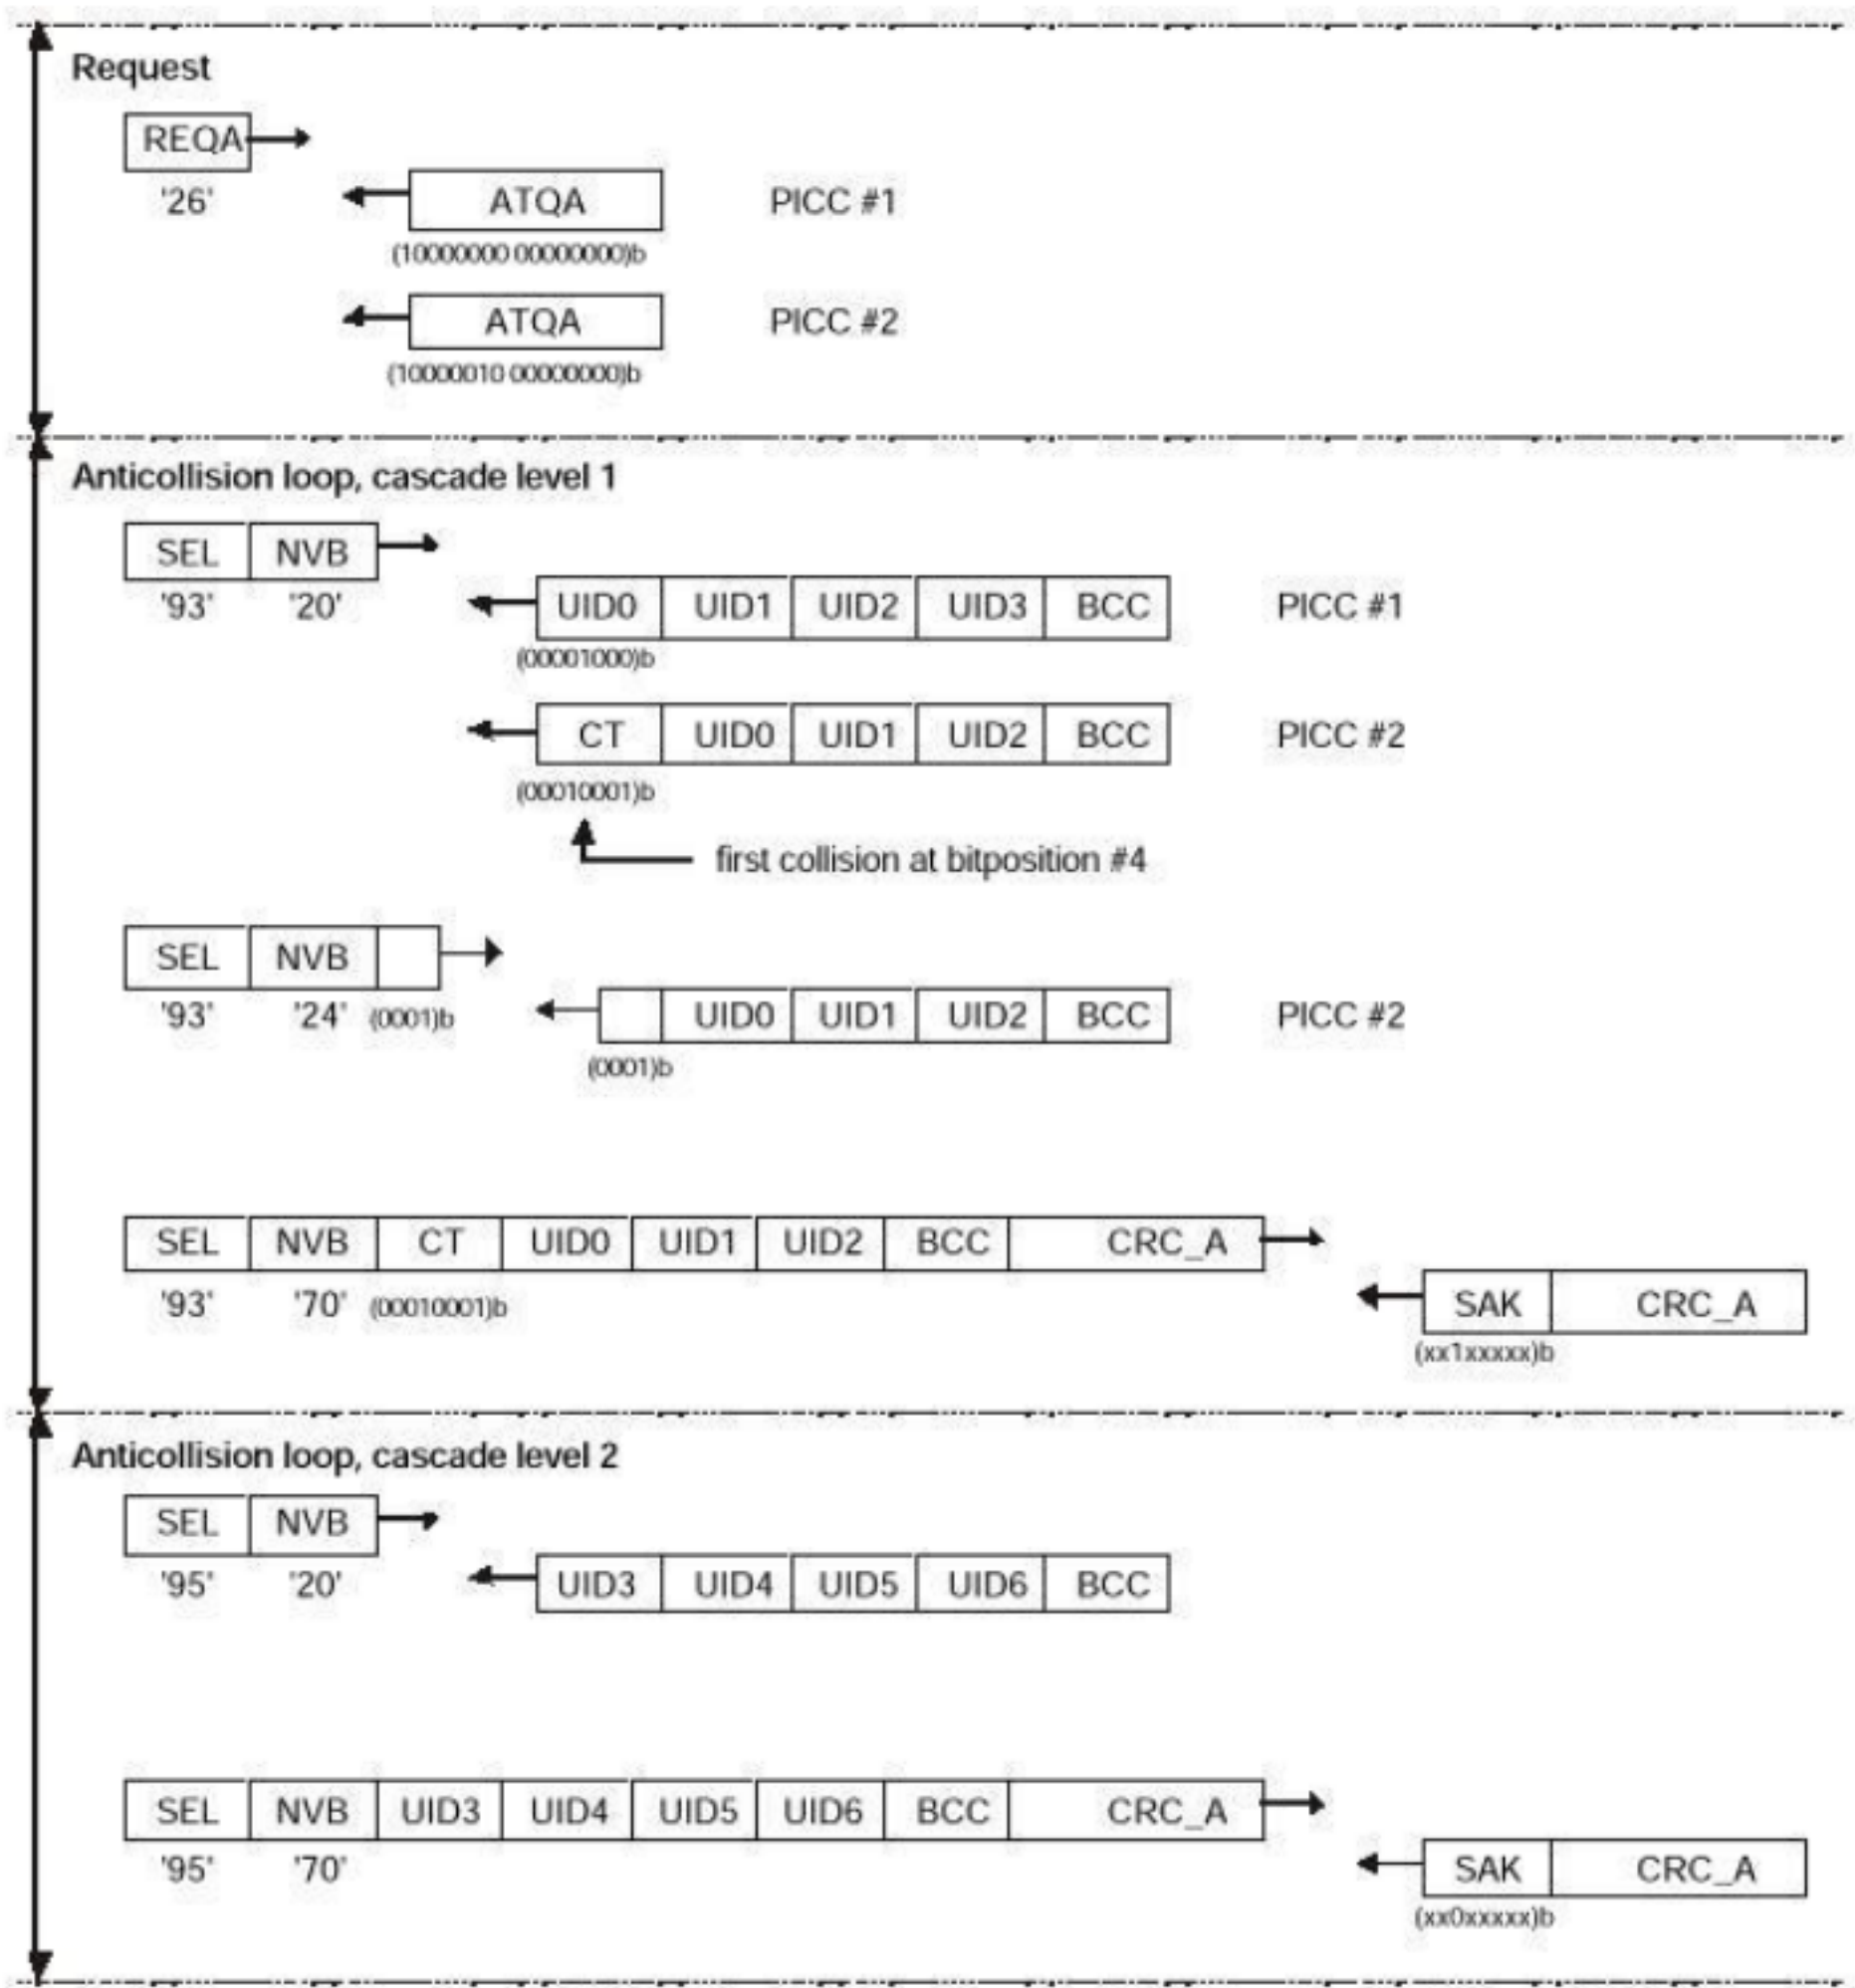 Request
REQA
'26'
ATQA PICC #1
(10000000 00000000)b
ATQA PICC #2
(10000010 00000000)b
Anticollision loop, cascade level 1
SEL NVB
'93' '20'
UID0 UID1 UID2 UID3 BCC PICC #1
(00001000)b
CT UID0 UID1 UID2 BCC PICC #2
(00010001)b
first collision at bitposition #4
SEL NVB
'93' '24' (0001)b
UID0 UID1 UID2 BCC PICC #2
(0001)b
SEL NVB CT UID0 UID1 UID2 BCC CRC_A
'93' '70' (00010001)b
SAK CRC_A
(xx1xxxxx)b
Anticollision loop, cascade level 2
SEL NVB
'95' '20'
UID3 UID4 UID5 UID6 BCC
SEL NVB UID3 UID4 UID5 UID6 BCC CRC_A
'95' '70'
SAK CRC_A
(xx0xxxxx)b